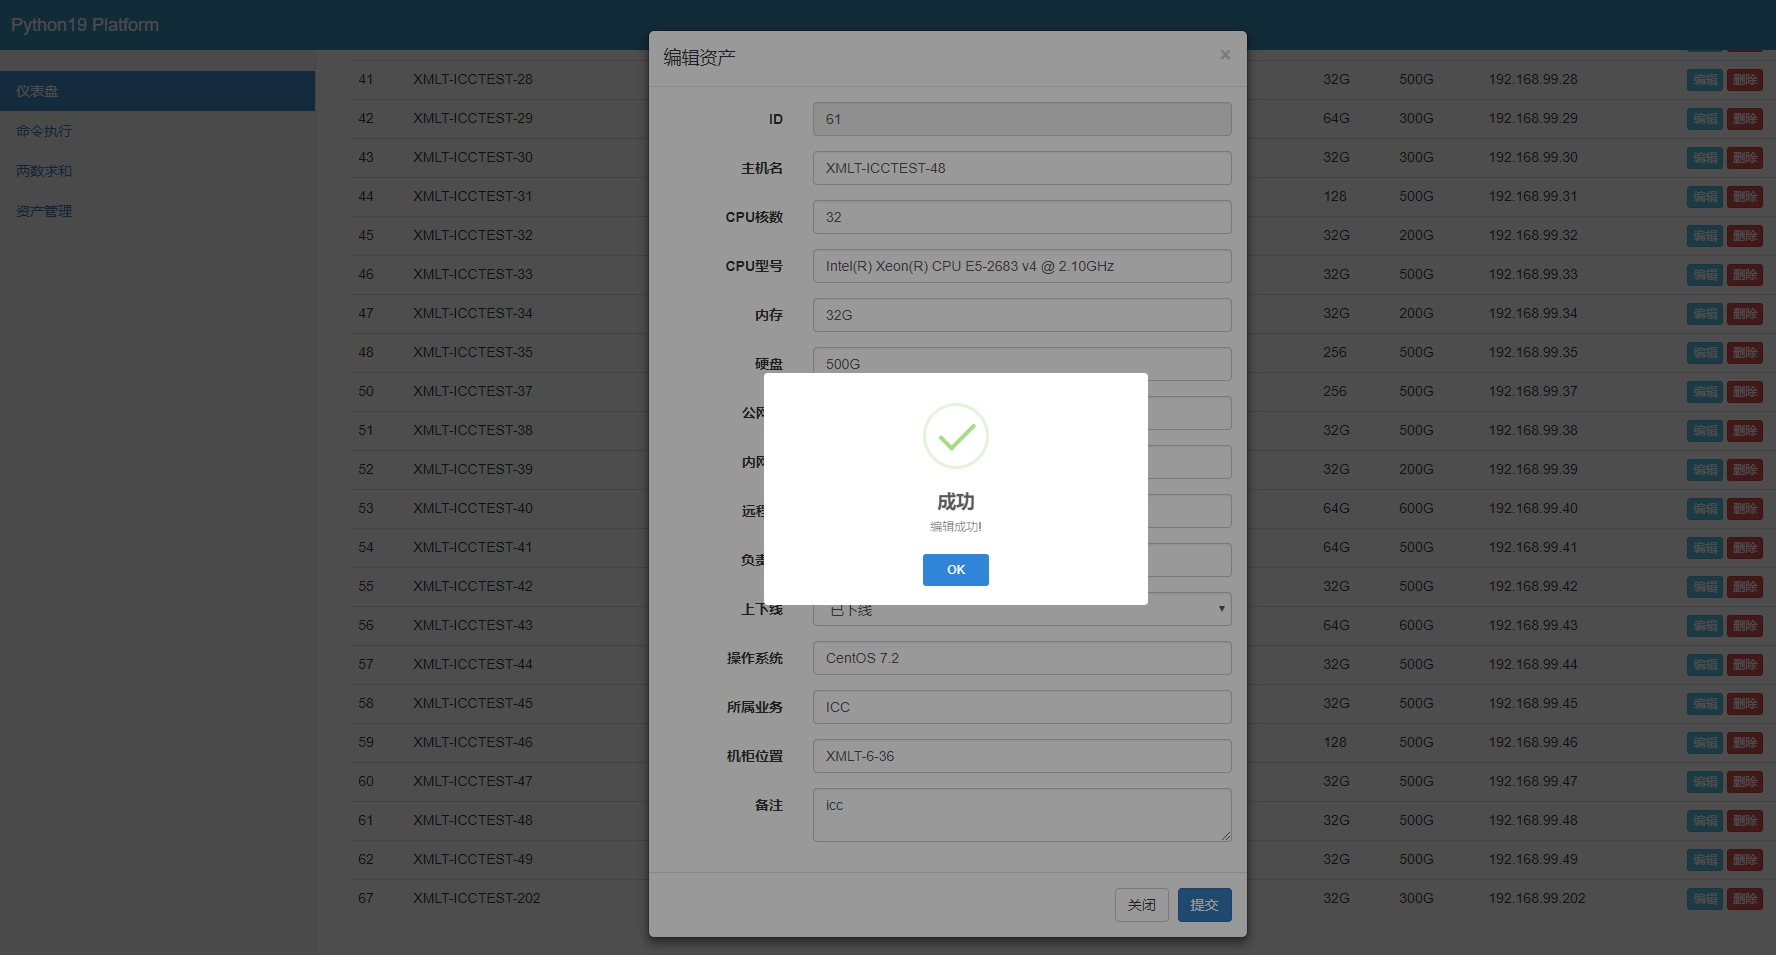 Python19 Platform
仪表盘
命令执行
两数求和
资产管理
41 XMLT-ICCTEST-28 32G 500G 192.168.99.28 编辑 删除
42 XMLT-ICCTEST-29 64G 300G 192.168.99.29 编辑 删除
43 XMLT-ICCTEST-30 32G 300G 192.168.99.30 编辑 删除
44 XMLT-ICCTEST-31 128 500G 192.168.99.31 编辑 删除
45 XMLT-ICCTEST-32 32G 200G 192.168.99.32 编辑 删除
46 XMLT-ICCTEST-33 32G 500G 192.168.99.33 编辑 删除
47 XMLT-ICCTEST-34 32G 200G 192.168.99.34 编辑 删除
48 XMLT-ICCTEST-35 256 500G 192.168.99.35 编辑 删除
50 XMLT-ICCTEST-37 256 500G 192.168.99.37 编辑 删除
51 XMLT-ICCTEST-38 32G 500G 192.168.99.38 编辑 删除
52 XMLT-ICCTEST-39 32G 200G 192.168.99.39 编辑 删除
53 XMLT-ICCTEST-40 64G 600G 192.168.99.40 编辑 删除
54 XMLT-ICCTEST-41 64G 500G 192.168.99.41 编辑 删除
55 XMLT-ICCTEST-42 32G 500G 192.168.99.42 编辑 删除
56 XMLT-ICCTEST-43 64G 600G 192.168.99.43 编辑 删除
57 XMLT-ICCTEST-44 32G 500G 192.168.99.44 编辑 删除
58 XMLT-ICCTEST-45 32G 500G 192.168.99.45 编辑 删除
59 XMLT-ICCTEST-46 128 500G 192.168.99.46 编辑 删除
60 XMLT-ICCTEST-47 32G 500G 192.168.99.47 编辑 删除
61 XMLT-ICCTEST-48 32G 500G 192.168.99.48 编辑 删除
62 XMLT-ICCTEST-49 32G 500G 192.168.99.49 编辑 删除
67 XMLT-ICCTEST-202 32G 300G 192.168.99.202 编辑 删除
编辑资产 ×
ID 61
主机名 XMLT-ICCTEST-48
CPU核数 32
CPU型号 Intel(R) Xeon(R) CPU E5-2683 v4 @ 2.10GHz
内存 32G
硬盘 500G
公网
内网
远程
负责
上下线 已下线
操作系统 CentOS 7.2
所属业务 ICC
机柜位置 XMLT-6-36
备注 icc
关闭 提交
成功
编辑成功!
OK